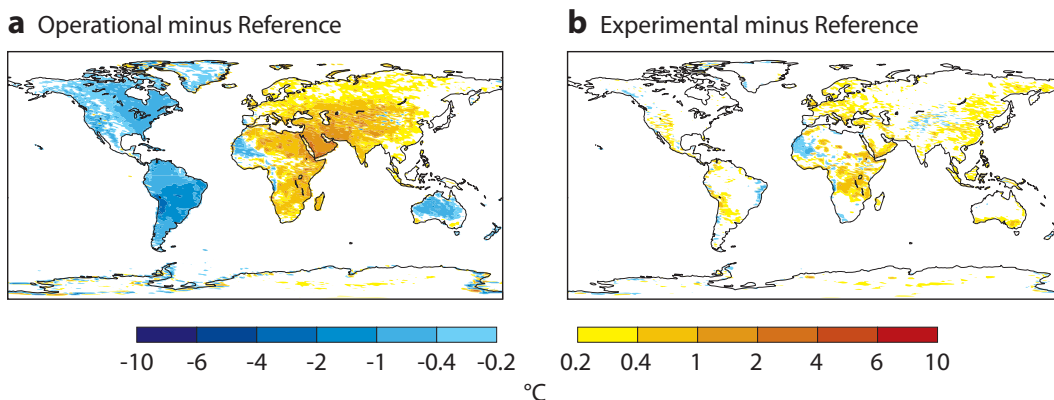 a Operational minus Reference
b Experimental minus Reference
-10 -6 -4 -2 -1 -0.4 -0.2 0.2 0.4 1 2 4 6 10
°C